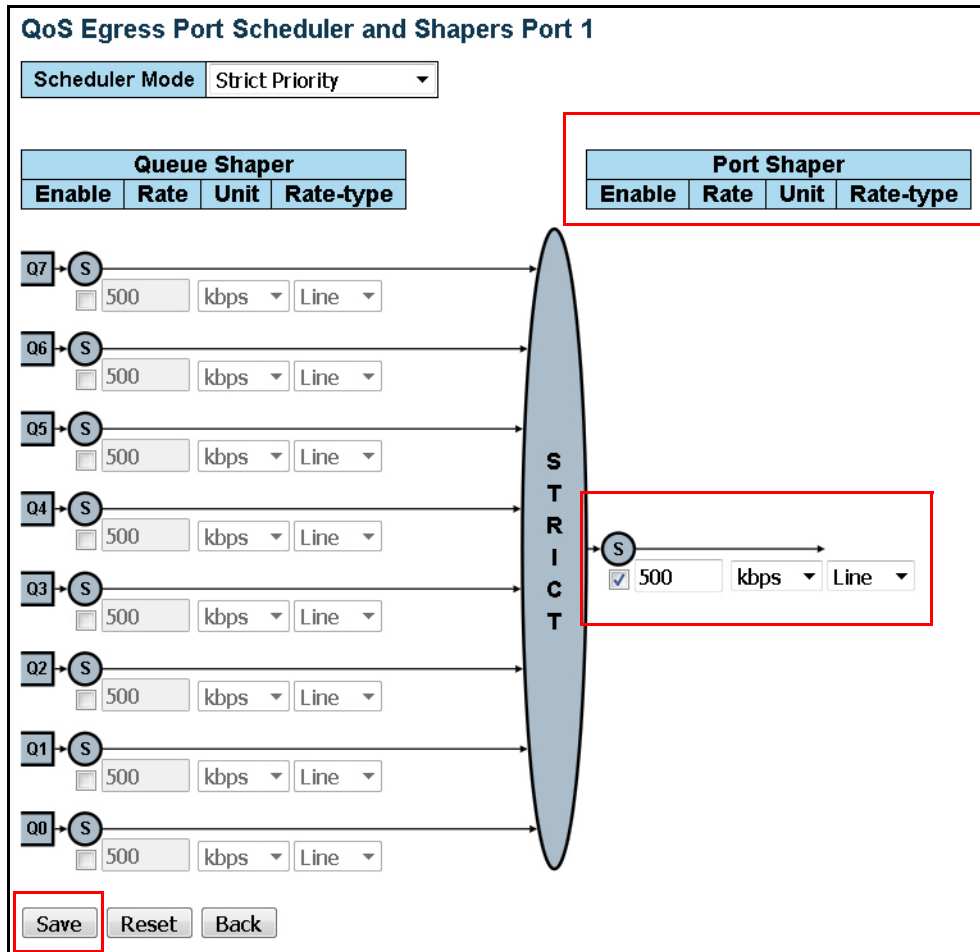 QoS Egress Port Scheduler and Shapers Port 1
Scheduler Mode Strict Priority
Queue Shaper Port Shaper
Enable Rate Unit Rate-type Enable Rate Unit Rate-type
Q7 S
500 kbps Line
Q6 S
500 kbps Line
Q5 S
500 kbps Line
Q4 S
500 kbps Line
Q3 S
500 kbps Line
Q2 S
500 kbps Line
Q1 S
500 kbps Line
Q0 S
500 kbps Line
S
T
R
I
C
T
S
500 kbps Line
Save Reset Back